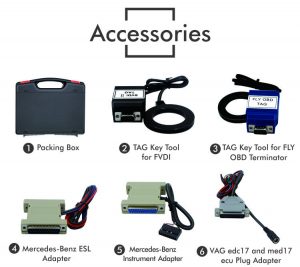 Accessories
1 Packing Box
2 TAG Key Tool
for FVDI
3 TAG Key Tool for FLY
OBD Terminator
FLY OBD
TAG
4 Mercedes-Benz ESL
Adapter
5 Mercedes-Benz
Instrument Adapter
6 VAG edc17 and med17
ecu Plug Adapter